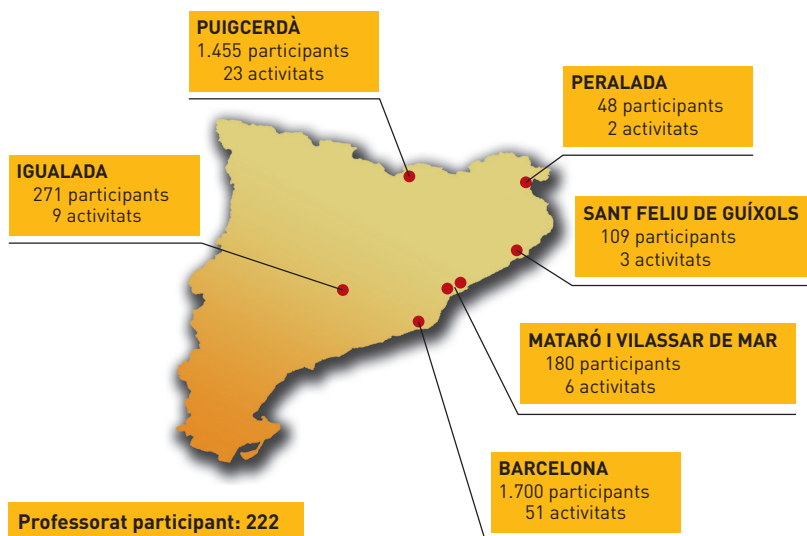 PUIGCERDÀ
1.455 participants
23 activitats
PERALADA
48 participants
2 activitats
IGUALADA
271 participants
9 activitats
SANT FELIU DE GUÍXOLS
109 participants
3 activitats
MATARÓ I VILASSAR DE MAR
180 participants
6 activitats
BARCELONA
1.700 participants
51 activitats
Professorat participant: 222